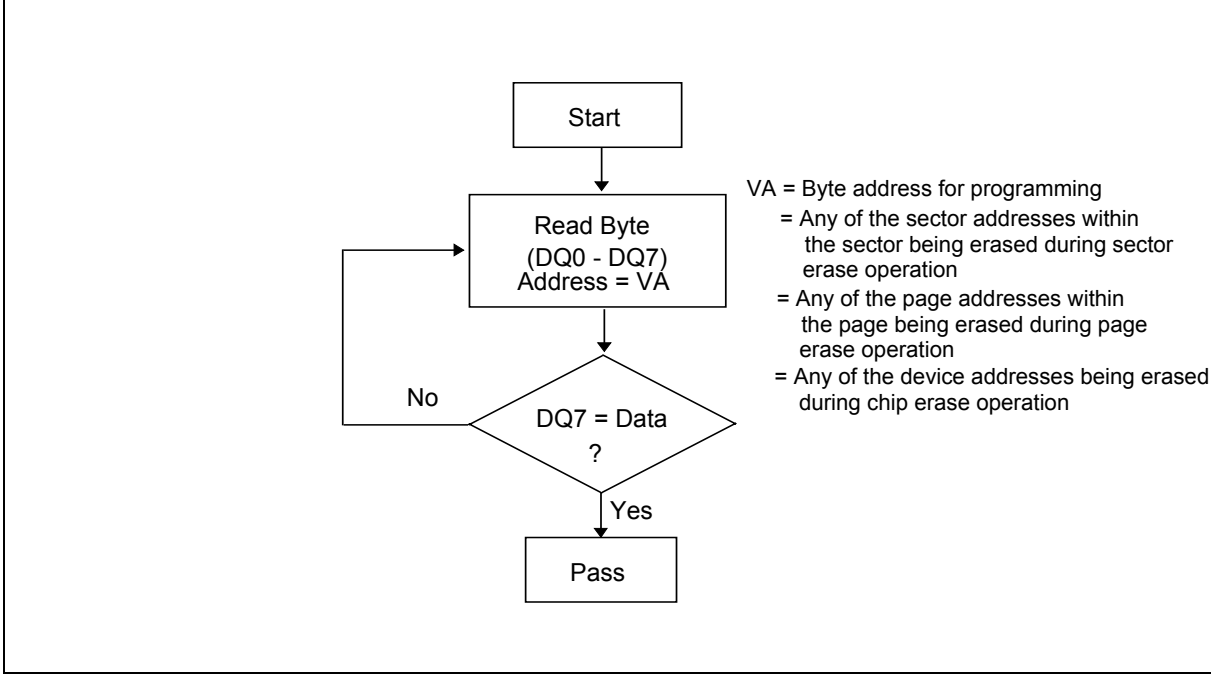 Start
Read Byte
(DQ0 - DQ7)
Address = VA
VA = Byte address for programming
= Any of the sector addresses within
the sector being erased during sector
erase operation
= Any of the page addresses within
the page being erased during page
erase operation
= Any of the device addresses being erased
during chip erase operation
No
DQ7 = Data
?
Yes
Pass